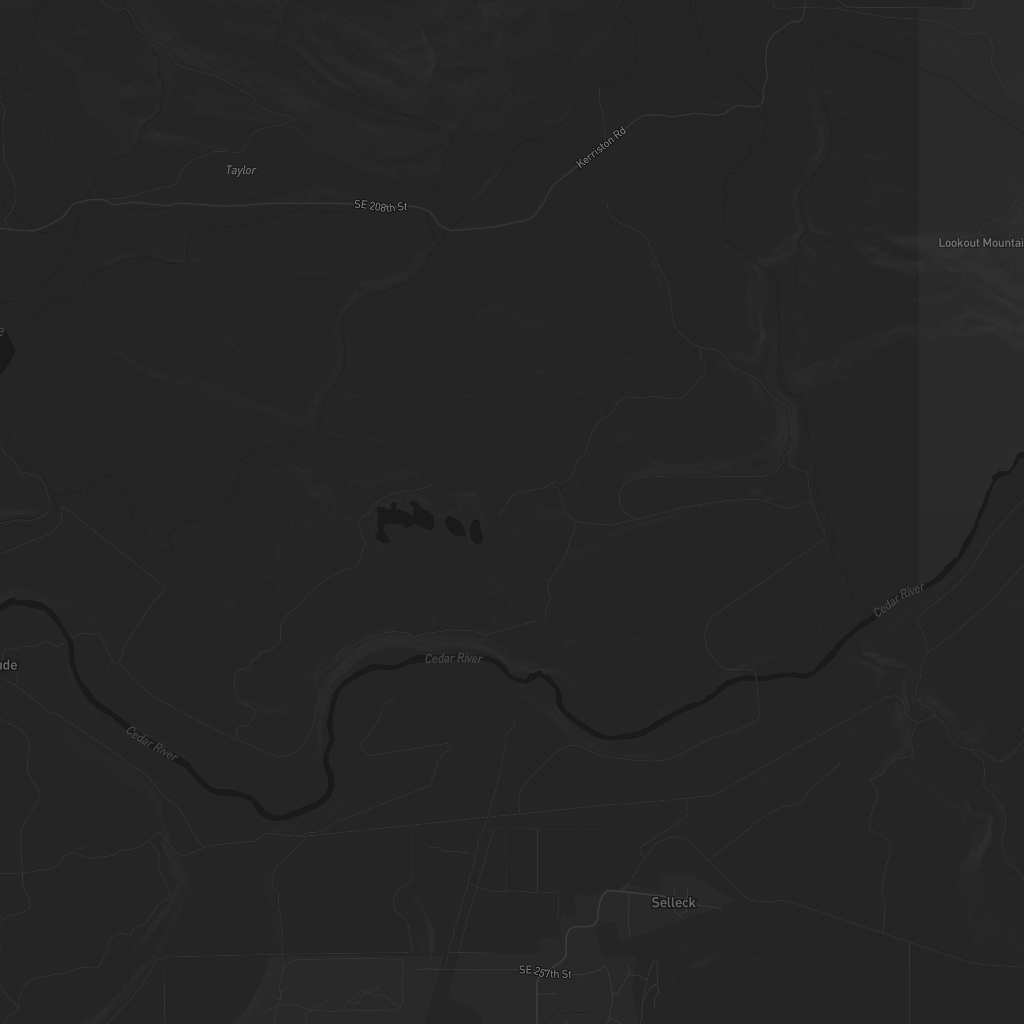 Kerriston Rd
Taylor
SE 208th St
Lookout Mountai
e
Cedar River
Cedar River
ude
Cedar River
Selleck
SE 257th St